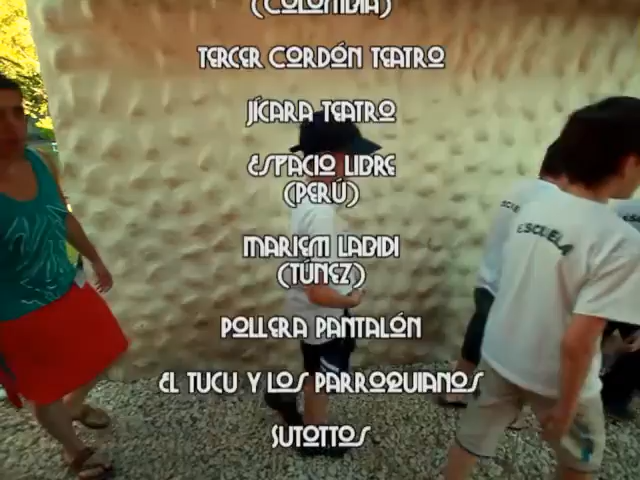 (COLOMBIA)
TERCER CORDÓN TEATRO
JÍCARA TEATRO
ESPACIO LIBRE
(PERÚ)
MARIEM LABIDI
(TÚNEZ)
POLLERA PANTALÓN
EL TUCU Y LOS PARROQUIANOS
SUTOTTOS
ESCUELA